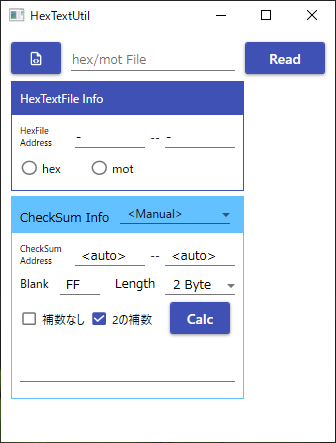 HexTextUtil
hex/mot File Read
HexTextFile Info
HexFile Address - -- -
hex mot
CheckSum Info <Manual>
CheckSum Address <auto> -- <auto>
Blank FF Length 2 Byte
補数なし 2の補数 Calc